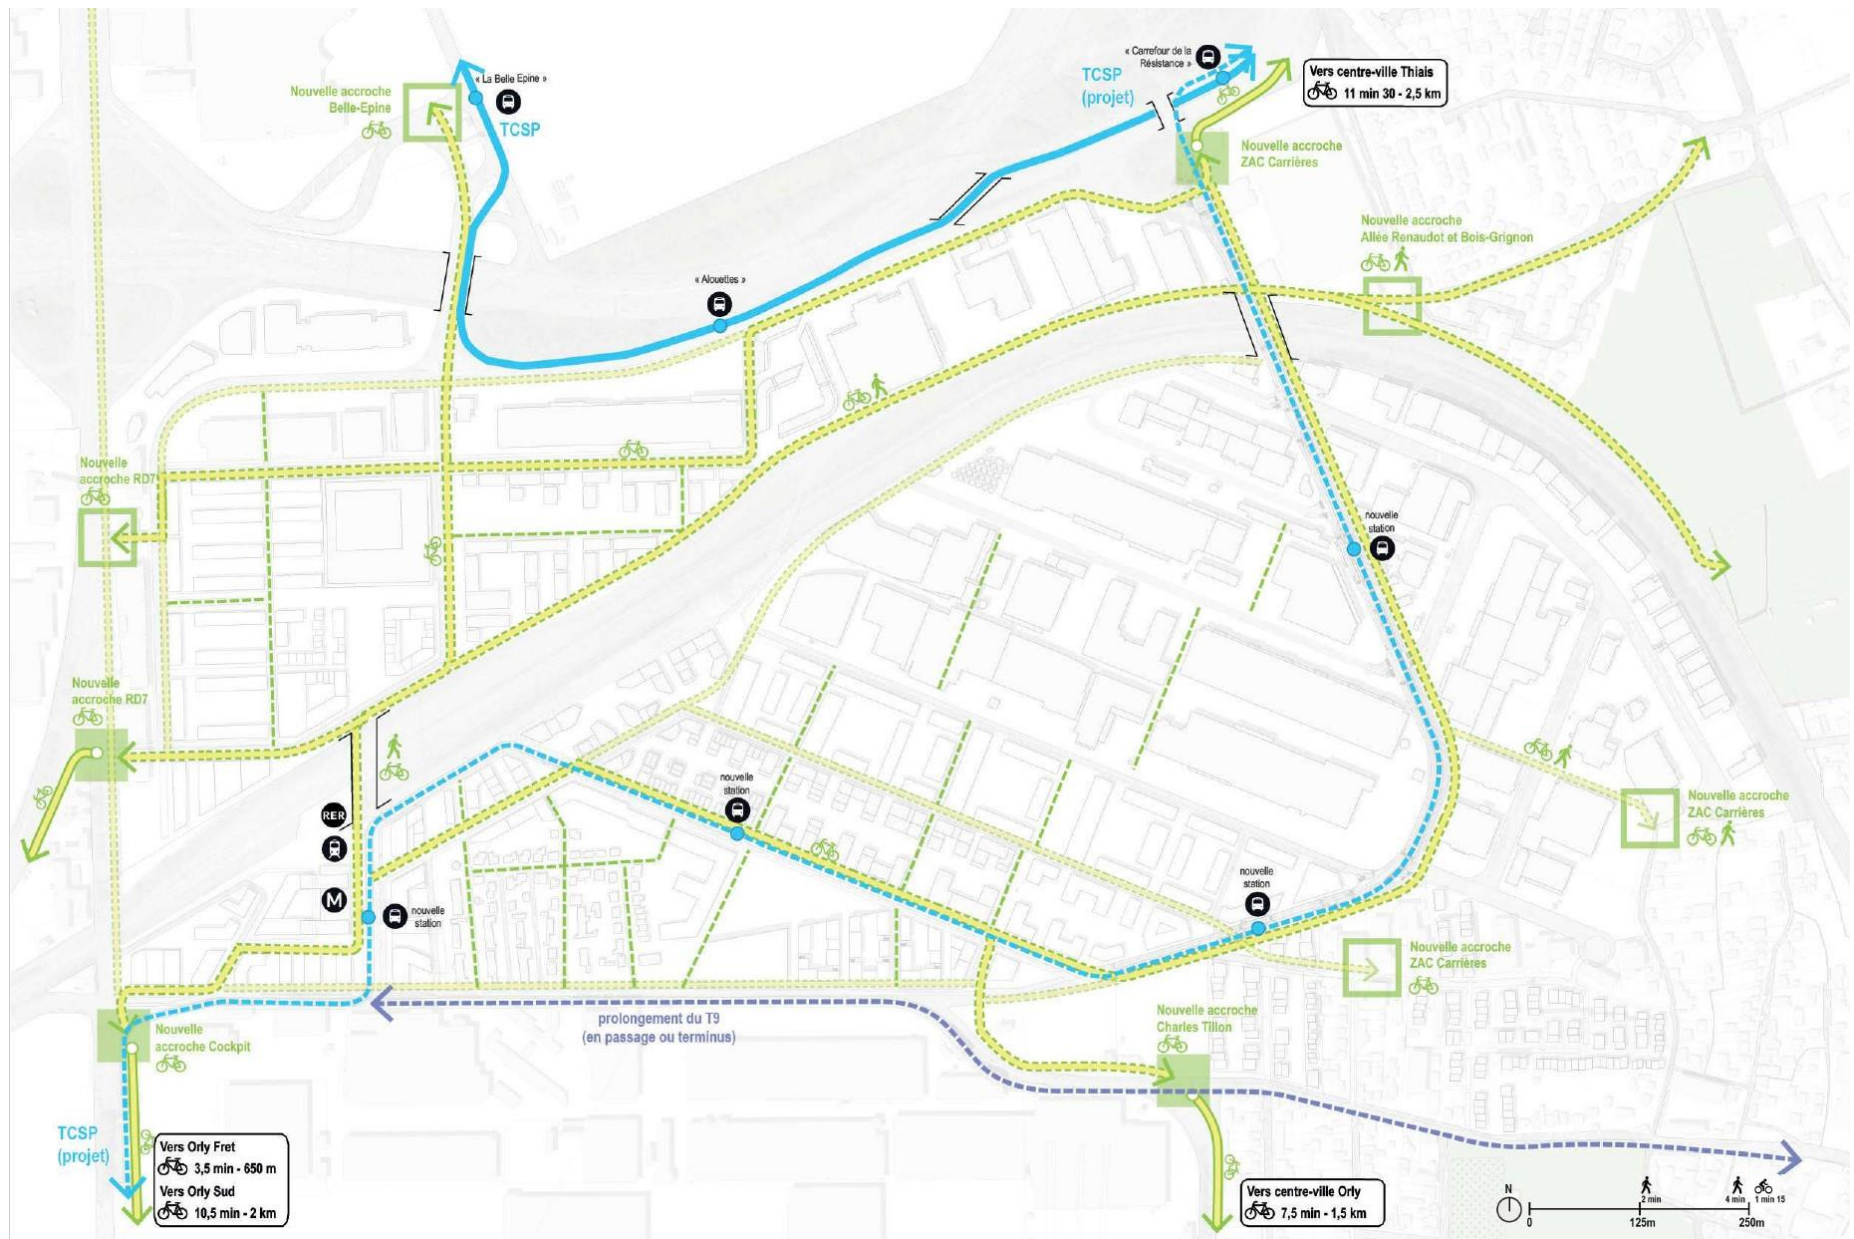 « La Belle Epine »
TCSP
Nouvelle accroche
Belle-Epine
« Carrefour de la
Résistance »
TCSP
(projet)
Vers centre-ville Thiais
11 min 30 - 2,5 km
Nouvelle accroche
ZAC Carrières
Nouvelle accroche
Allée Renaudot et Bois-Grignon
« Alouettes »
Nouvelle
accroche RD7
nouvelle
station
Nouvelle
accroche RD7
RER
M
nouvelle
station
nouvelle
station
nouvelle
station
Nouvelle accroche
ZAC Carrières
Nouvelle accroche
ZAC Carrières
Nouvelle
accroche Cockpit
prolongement du T9
(en passage ou terminus)
Nouvelle accroche
Charles Tillon
TCSP
(projet)
Vers Orly Fret
3,5 min - 650 m
Vers Orly Sud
10,5 min - 2 km
Vers centre-ville Orly
7,5 min - 1,5 km
N
2 min
4 min
1 min 15
0
125m
250m